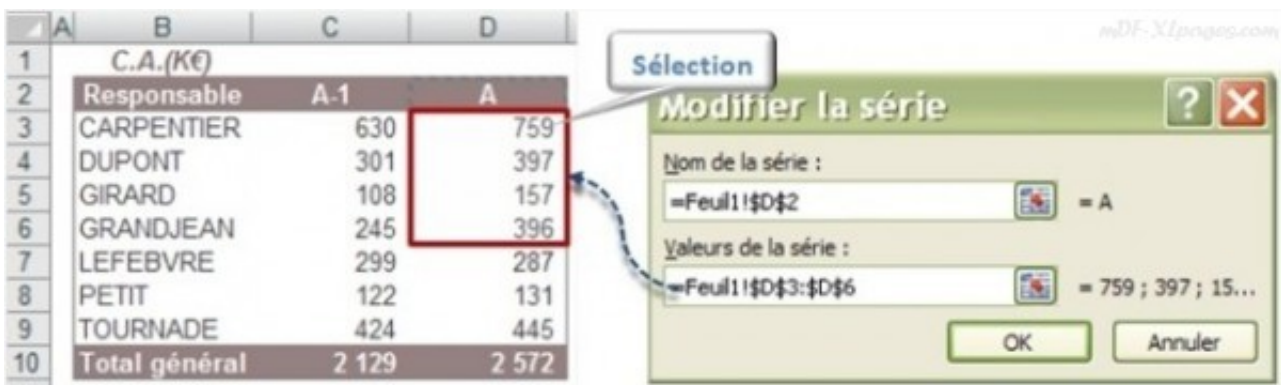 mDF-XLpages.com
A B C D
1 C.A.(K€)
2 Responsable A-1 A
3 CARPENTIER 630 759
4 DUPONT 301 397
5 GIRARD 108 157
6 GRANDJEAN 245 396
7 LEFEBVRE 299 287
8 PETIT 122 131
9 TOURNADE 424 445
10 Total général 2 129 2 572
Sélection
Modifier la série
Nom de la série :
=Feuil1!$D$2 = A
Valeurs de la série :
=Feuil1!$D$3:$D$6 = 759 ; 397 ; 15...
OK Annuler